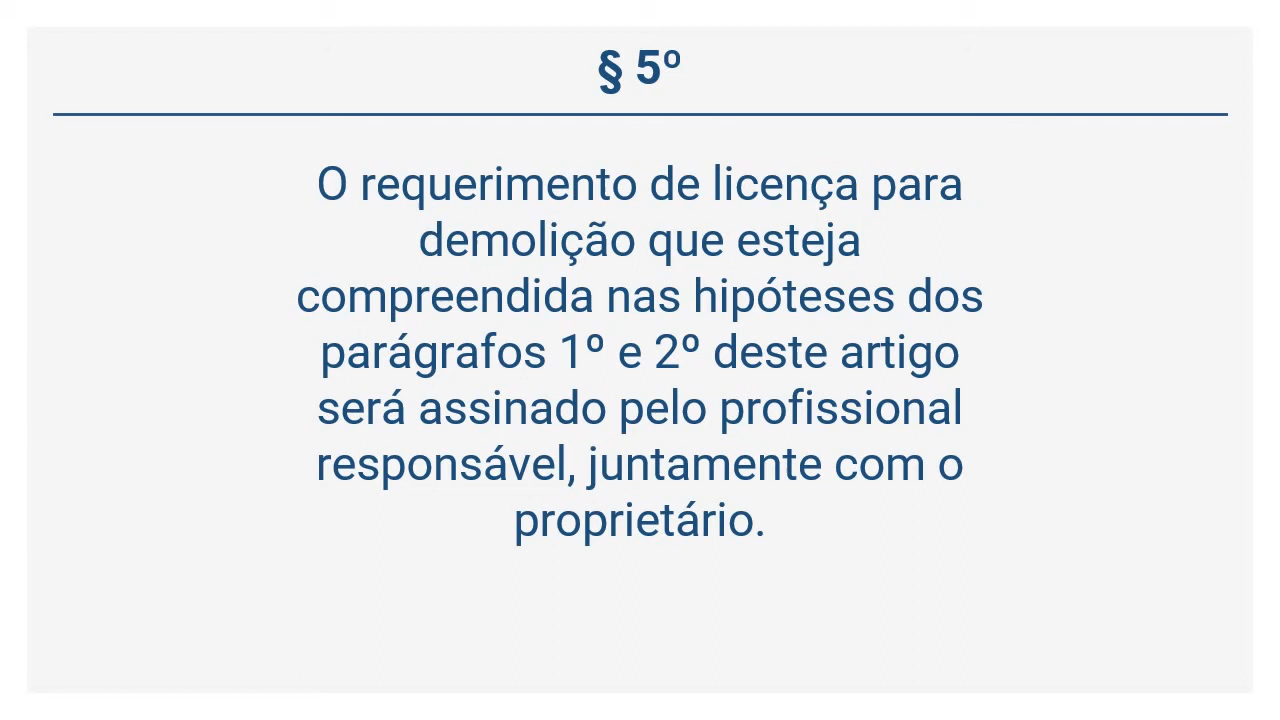 § 5º
O requerimento de licença para
demolição que esteja
compreendida nas hipóteses dos
parágrafos 1º e 2º deste artigo
será assinado pelo profissional
responsável, juntamente com o
proprietário.